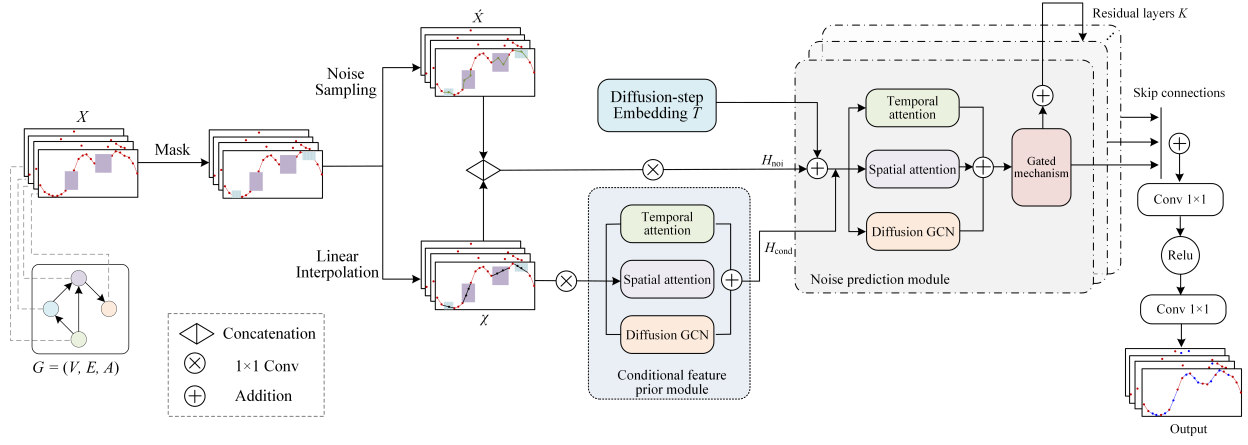 X́
Residual layers K
Noise
Sampling
Diffusion-step
Embedding T
Temporal
attention
Skip connections
X
Mask
H_noi
Spatial attention
Gated
mechanism
Conv 1×1
Linear
Interpolation
Temporal
attention
H_cond
Diffusion GCN
Relu
Spatial attention
Noise prediction module
χ
Concatenation
Diffusion GCN
Conv 1×1
G = (V, E, A)
1×1 Conv
Conditional feature
prior module
Addition
Output